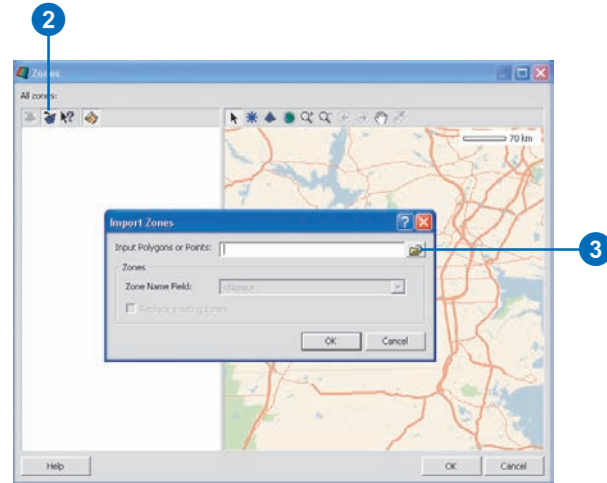 2
Zones
All zones:
70 km
Import Zones
Input Polygons or Points:
3
Zones
Zone Name Field:
<None>
Replace existing zones
OK
Cancel
Help
OK
Cancel